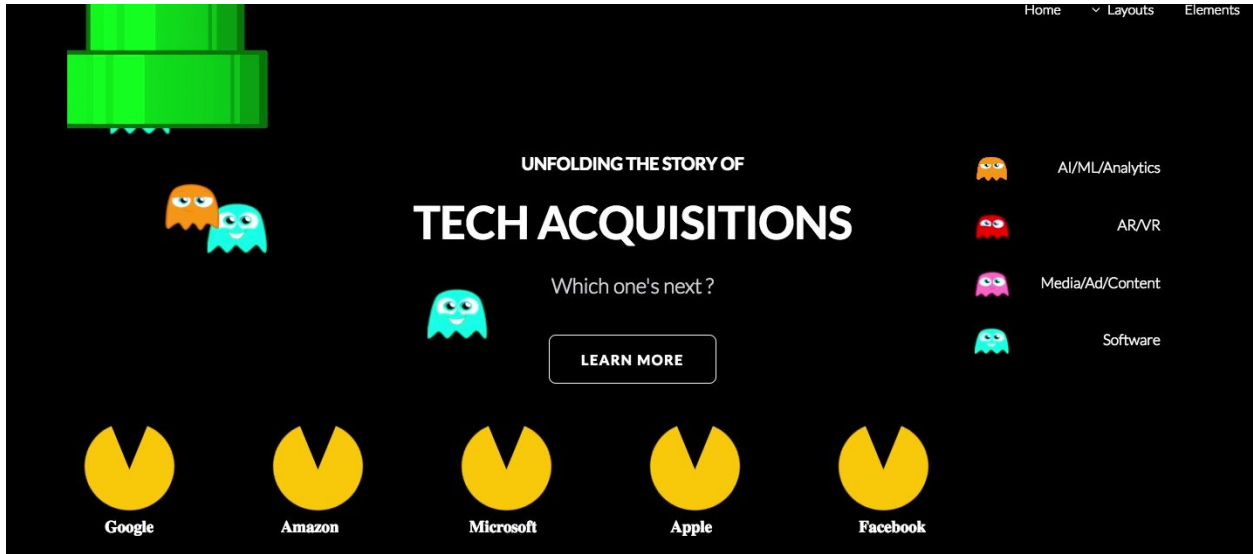 Home Layouts Elements
UNFOLDING THE STORY OF
TECH ACQUISITIONS
Which one's next ?
LEARN MORE
AI/ML/Analytics
AR/VR
Media/Ad/Content
Software
Google Amazon Microsoft Apple Facebook